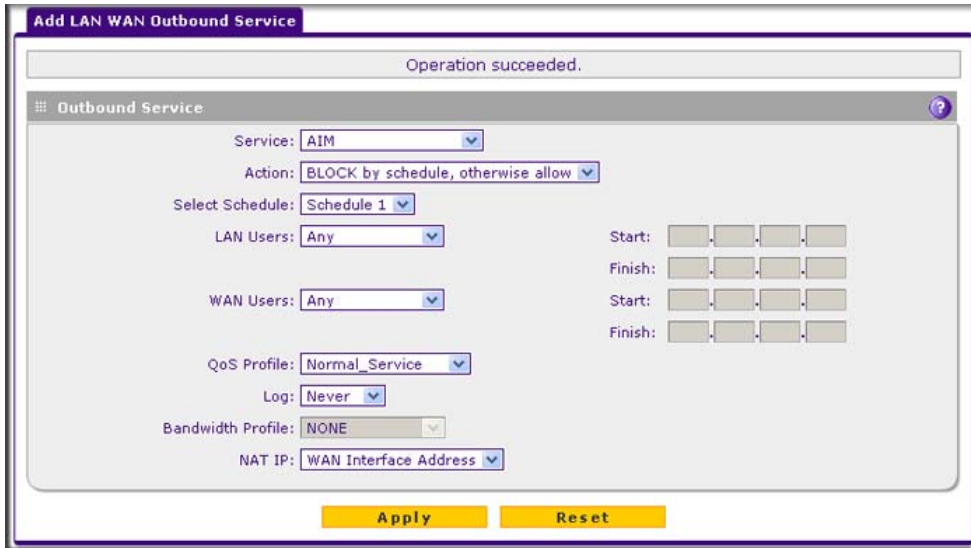 Add LAN WAN Outbound Service
Operation succeeded.
Outbound Service ?
Service: AIM
Action: BLOCK by schedule, otherwise allow
Select Schedule: Schedule 1
LAN Users: Any Start: . . .
Finish: . . .
WAN Users: Any Start: . . .
Finish: . . .
QoS Profile: Normal_Service
Log: Never
Bandwidth Profile: NONE
NAT IP: WAN Interface Address
Apply Reset